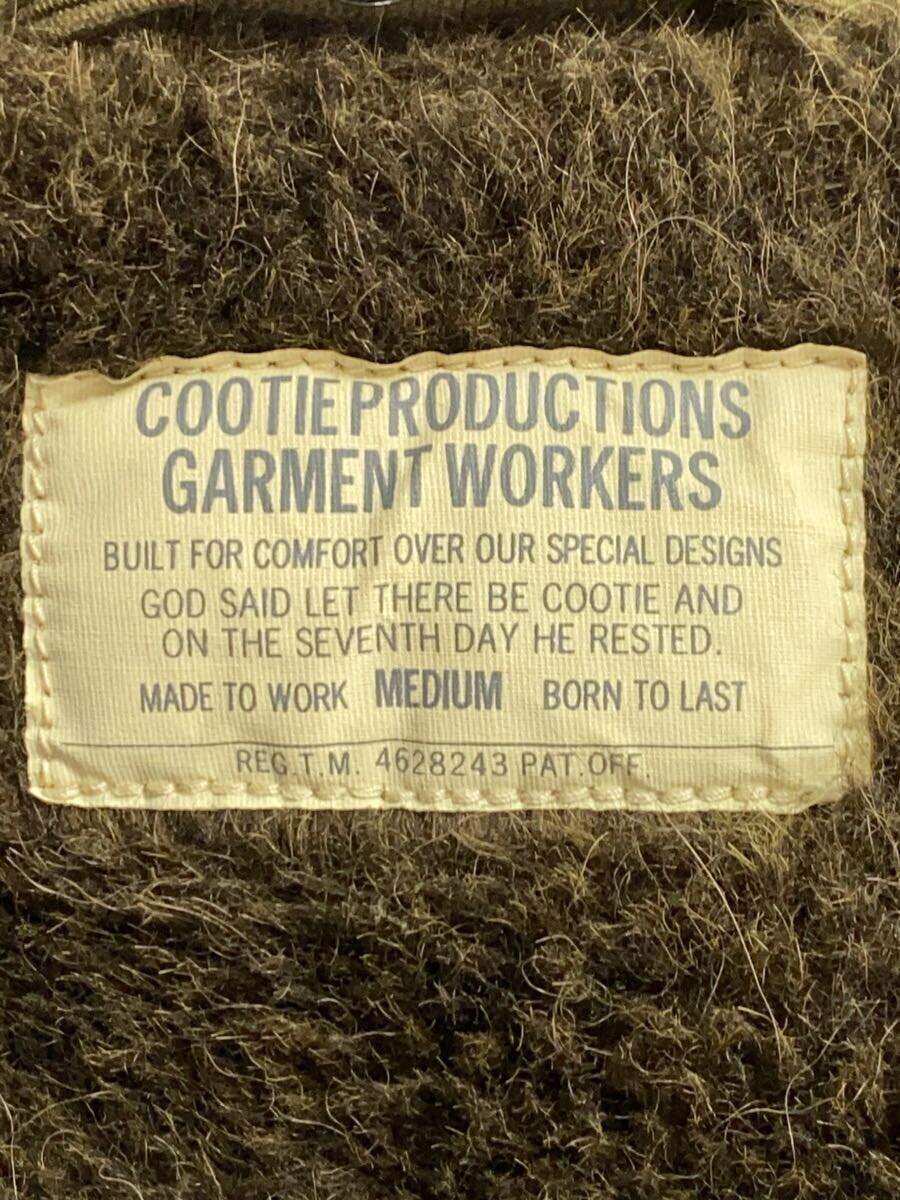 COOTIE PRODUCTIONS
GARMENT WORKERS
BUILT FOR COMFORT OVER OUR SPECIAL DESIGNS
GOD SAID LET THERE BE COOTIE AND
ON THE SEVENTH DAY HE RESTED.
MADE TO WORK MEDIUM BORN TO LAST
REG.T.M. 4628243 PAT.OFF.